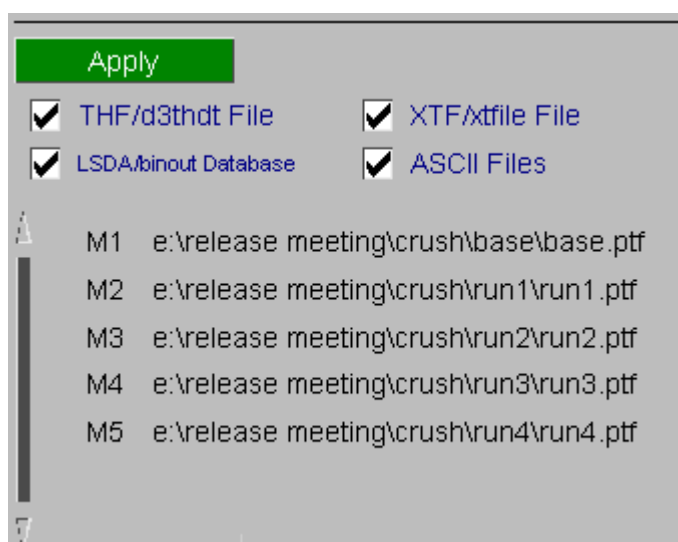 Apply
THF/d3thdt File XTF/xtfile File
LSDA/binout Database ASCII Files
M1 e:\release meeting\crush\base\base.ptf
M2 e:\release meeting\crush\run1\run1.ptf
M3 e:\release meeting\crush\run2\run2.ptf
M4 e:\release meeting\crush\run3\run3.ptf
M5 e:\release meeting\crush\run4\run4.ptf